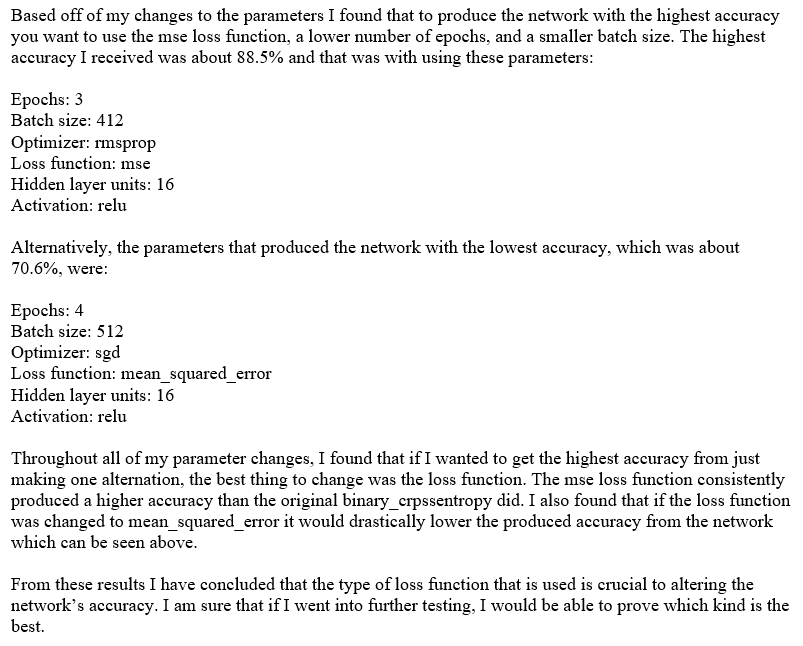 Based off of my changes to the parameters I found that to produce the network with the highest accuracy
you want to use the mse loss function, a lower number of epochs, and a smaller batch size. The highest
accuracy I received was about 88.5% and that was with using these parameters:
Epochs: 3
Batch size: 412
Optimizer: rmsprop
Loss function: mse
Hidden layer units: 16
Activation: relu
Alternatively, the parameters that produced the network with the lowest accuracy, which was about
70.6%, were:
Epochs: 4
Batch size: 512
Optimizer: sgd
Loss function: mean_squared_error
Hidden layer units: 16
Activation: relu
Throughout all of my parameter changes, I found that if I wanted to get the highest accuracy from just
making one alternation, the best thing to change was the loss function. The mse loss function consistently
produced a higher accuracy than the original binary_crpssentropy did. I also found that if the loss function
was changed to mean_squared_error it would drastically lower the produced accuracy from the network
which can be seen above.
From these results I have concluded that the type of loss function that is used is crucial to altering the
network’s accuracy. I am sure that if I went into further testing, I would be able to prove which kind is the
best.